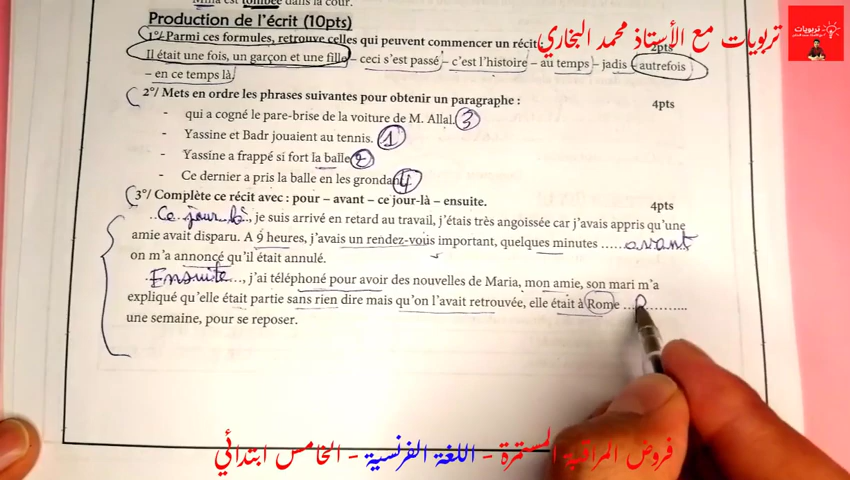 est tombée dans la cour.
Production de l'écrit (10pts)
1°/ Parmi ces formules, retrouve celles qui peuvent commencer un récit:
2pts
Il était une fois, un garçon et une fille – ceci s'est passé – c'est l'histoire – au temps – jadis – autrefois
– en ce temps là
2°/ Mets en ordre les phrases suivantes pour obtenir un paragraphe :
4pts
- qui a cogné le pare-brise de la voiture de M. Allal. 3
- Yassine et Badr jouaient au tennis. 1
- Yassine a frappé si fort la balle 2
- Ce dernier a pris la balle en les grondant 4
3°/ Complète ce récit avec : pour – avant – ce jour-là – ensuite.
4pts
Ce jour là, je suis arrivé en retard au travail, j'étais très angoissée car j'avais appris qu'une
amie avait disparu. A 9 heures, j'avais un rendez-vous important, quelques minutes ...... avant
on m'a annoncé qu'il était annulé.
Ensuite, j'ai téléphoné pour avoir des nouvelles de Maria, mon amie, son mari m'a
expliqué qu'elle était partie sans rien dire mais qu'on l'avait retrouvée, elle était à Rome
une semaine, pour se reposer.
تربويات مع الأستاذ محمد البخاري
تربويات
فروض المراقبة المستمرة - اللغة الفرنسية - الخامس ابتدائي